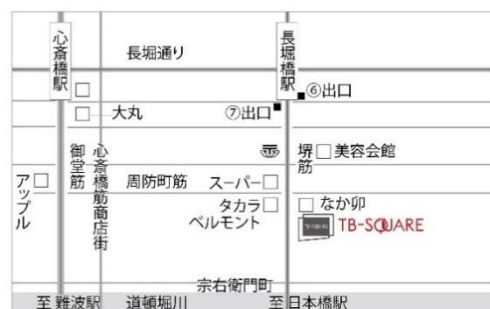 心斎橋駅
長堀通り
長堀橋駅
⑥出口
大丸
⑦出口
御堂筋
心斎橋筋商店街
堺筋
美容会館
アップル
周防町筋
スーパー
タカラ
ベルモント
なか卯
TB-SQUARE
宗右衛門町
至難波駅
道頓堀川
至日本橋駅